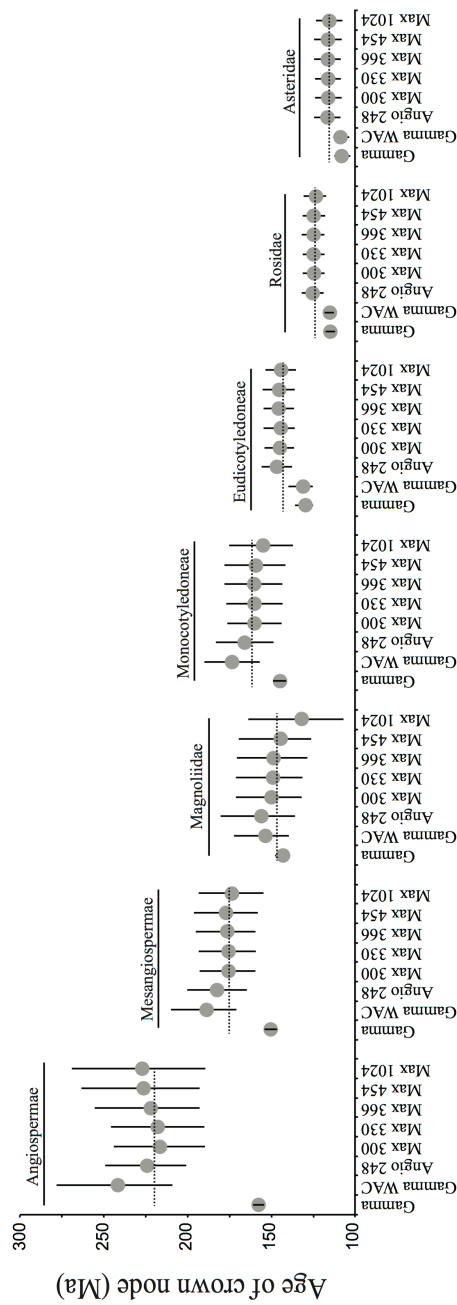 Age of crown node (Ma)
300
250
200
150
100
Angiospermae
Gamma
Gamma WAC
Angio 248
Max 300
Max 330
Max 366
Max 454
Max 1024
Mesangiospermae
Gamma
Gamma WAC
Angio 248
Max 300
Max 330
Max 366
Max 454
Max 1024
Magnoliidae
Gamma
Gamma WAC
Angio 248
Max 300
Max 330
Max 366
Max 454
Max 1024
Monocotyledoneae
Gamma
Gamma WAC
Angio 248
Max 300
Max 330
Max 366
Max 454
Max 1024
Eudicotyledoneae
Gamma
Gamma WAC
Angio 248
Max 300
Max 330
Max 366
Max 454
Max 1024
Rosidae
Gamma
Gamma WAC
Angio 248
Max 300
Max 330
Max 366
Max 454
Max 1024
Asteridae
Gamma
Gamma WAC
Angio 248
Max 300
Max 330
Max 366
Max 454
Max 1024